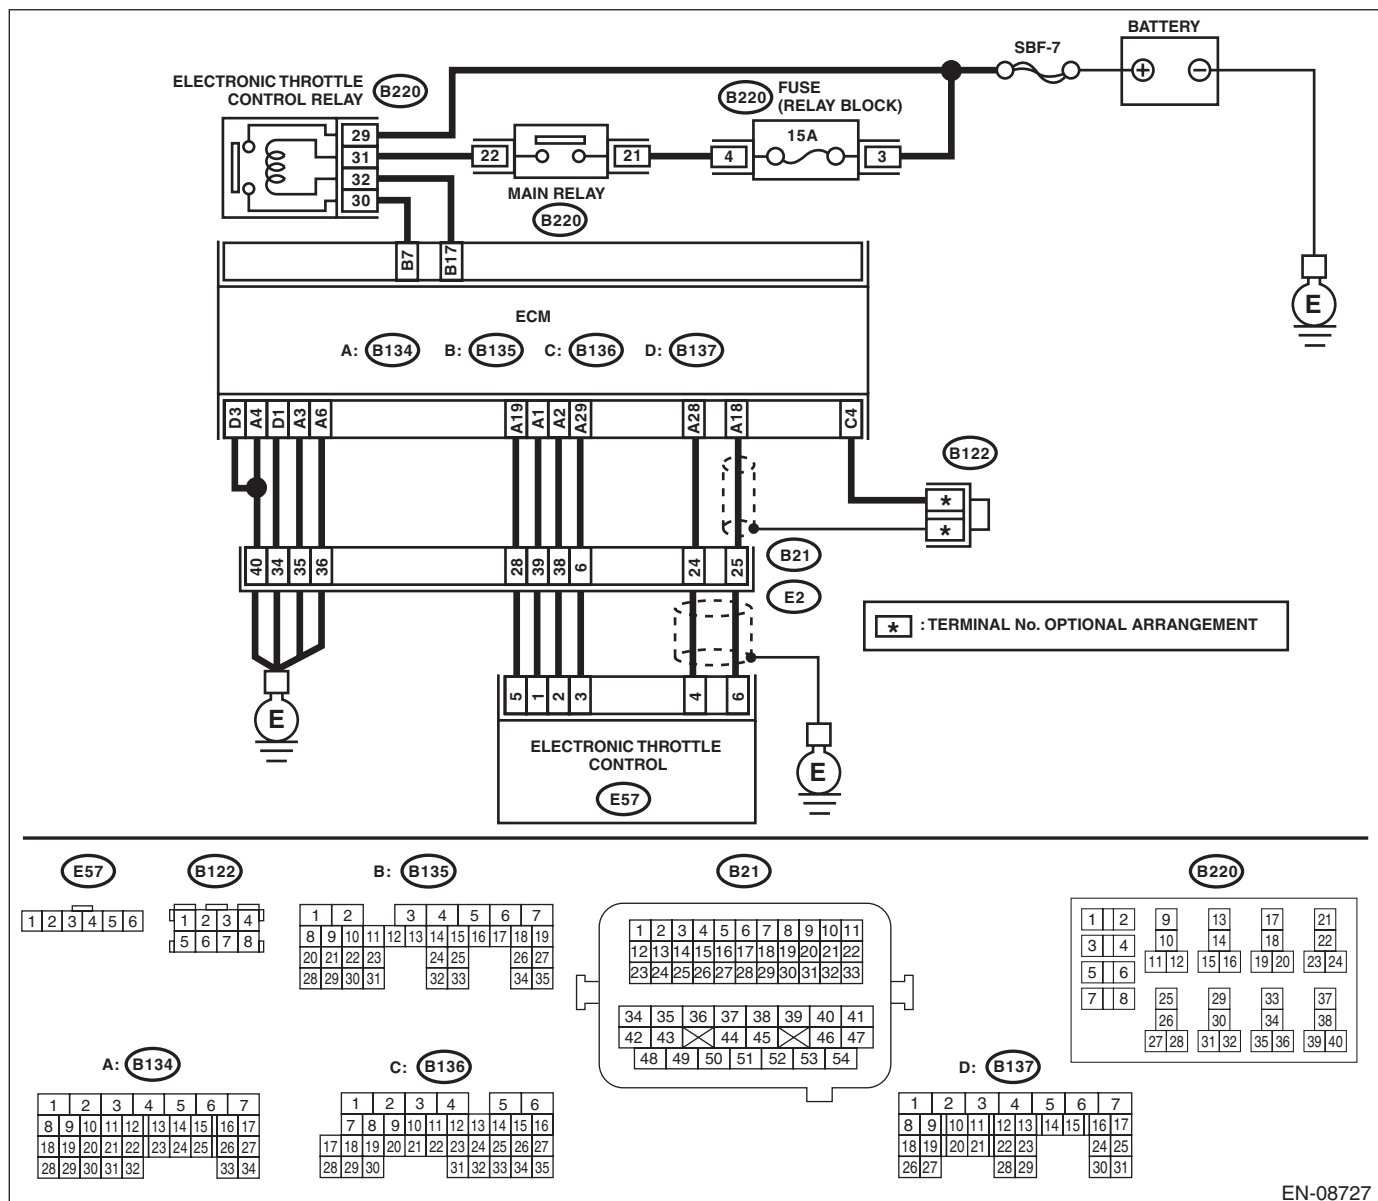 BATTERY
SBF-7
ELECTRONIC THROTTLE
CONTROL RELAY
B220
B220
FUSE
(RELAY BLOCK)
15A
29
31
32
30
22
21
4
3
MAIN RELAY
B220
E
B7
B17
ECM
A: B134 B: B135 C: B136 D: B137
D3 A4 D1 A3 A6 A19 A1 A2 A29 A28 A18 C4
B122
*
*
40 34 35 36 28 39 38 6 24 25
B21
E2
* : TERMINAL No. OPTIONAL ARRANGEMENT
5 1 2 3 4 6
E
ELECTRONIC THROTTLE
CONTROL
E57
E
E57
1 2 3 4 5 6
B122
1 2 3 4
5 6 7 8
B: B135
1 2 3 4 5 6 7
8 9 10 11 12 13 14 15 16 17 18 19
20 21 22 23 24 25 26 27
28 29 30 31 32 33 34 35
B21
1 2 3 4 5 6 7 8 9 10 11
12 13 14 15 16 17 18 19 20 21 22
23 24 25 26 27 28 29 30 31 32 33
34 35 36 37 38 39 40 41
42 43 44 45 46 47
48 49 50 51 52 53 54
B220
1 2 9 13 17 21
3 4 10 14 18 22
11 12 15 16 19 20 23 24
5 6
7 8 25 29 33 37
26 30 34 38
27 28 31 32 35 36 39 40
A: B134
1 2 3 4 5 6 7
8 9 10 11 12 13 14 15 16 17
18 19 20 21 22 23 24 25 26 27
28 29 30 31 32 33 34
C: B136
1 2 3 4 5 6
7 8 9 10 11 12 13 14 15 16
17 18 19 20 21 22 23 24 25 26 27
28 29 30 31 32 33 34 35
D: B137
1 2 3 4 5 6 7
8 9 10 11 12 13 14 15 16 17
18 19 20 21 22 23 24 25
26 27 28 29 30 31
EN-08727